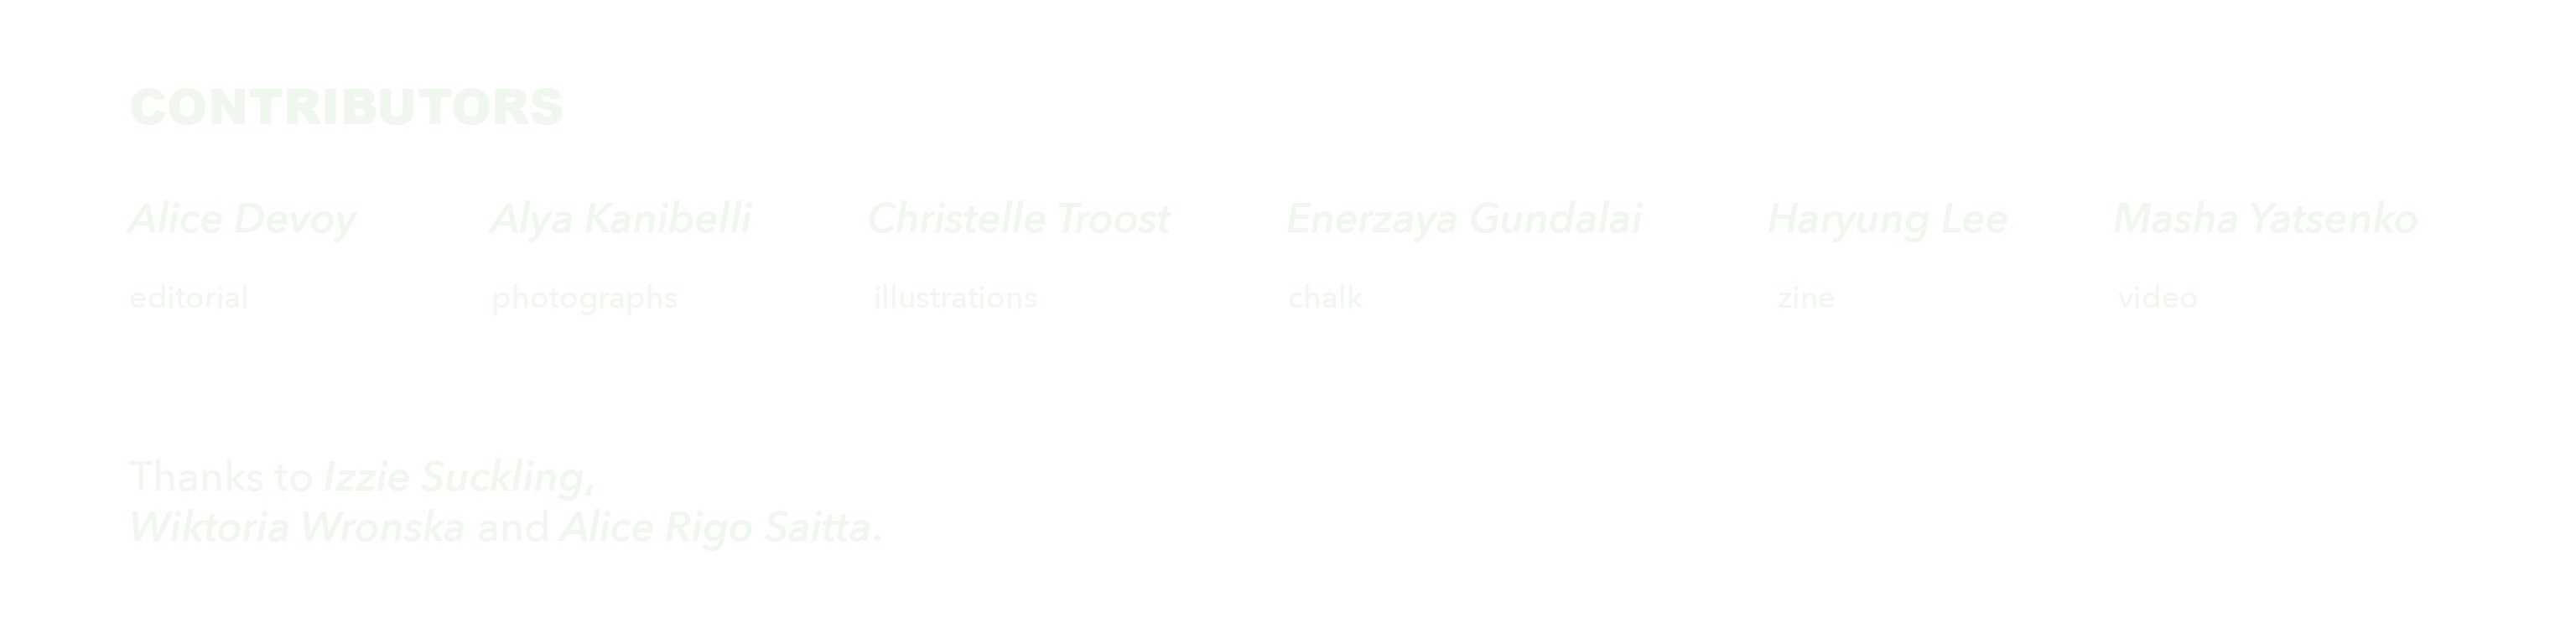 CONTRIBUTORS
Alice Devoy Alya Kanibelli Christelle Troost Enerzaya Gundalai Haryung Lee Masha Yatsenko
editorial photographs illustrations chalk zine video
Thanks to Izzie Suckling,
Wiktoria Wronska and Alice Rigo Saitta.